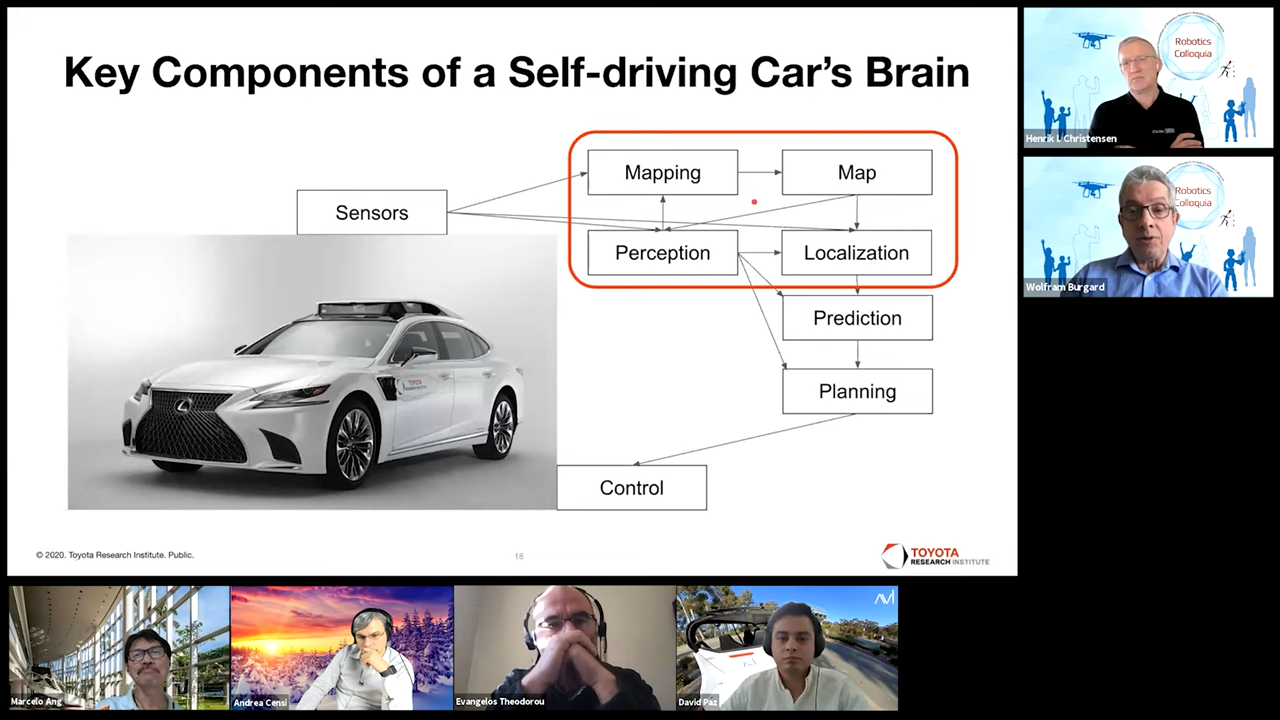 Key Components of a Self-driving Car's Brain
Mapping
Map
Sensors
Perception
Localization
Prediction
Planning
Control
TOYOTA
© 2020. Toyota Research Institute. Public.
18
TOYOTA
RESEARCH INSTITUTE
Robotics
Colloquia
Henrik I. Christensen
Robotics
Colloquia
Wolfram Burgard
Marcelo Ang
Andrea Censi
Evangelos Theodorou
David Paz